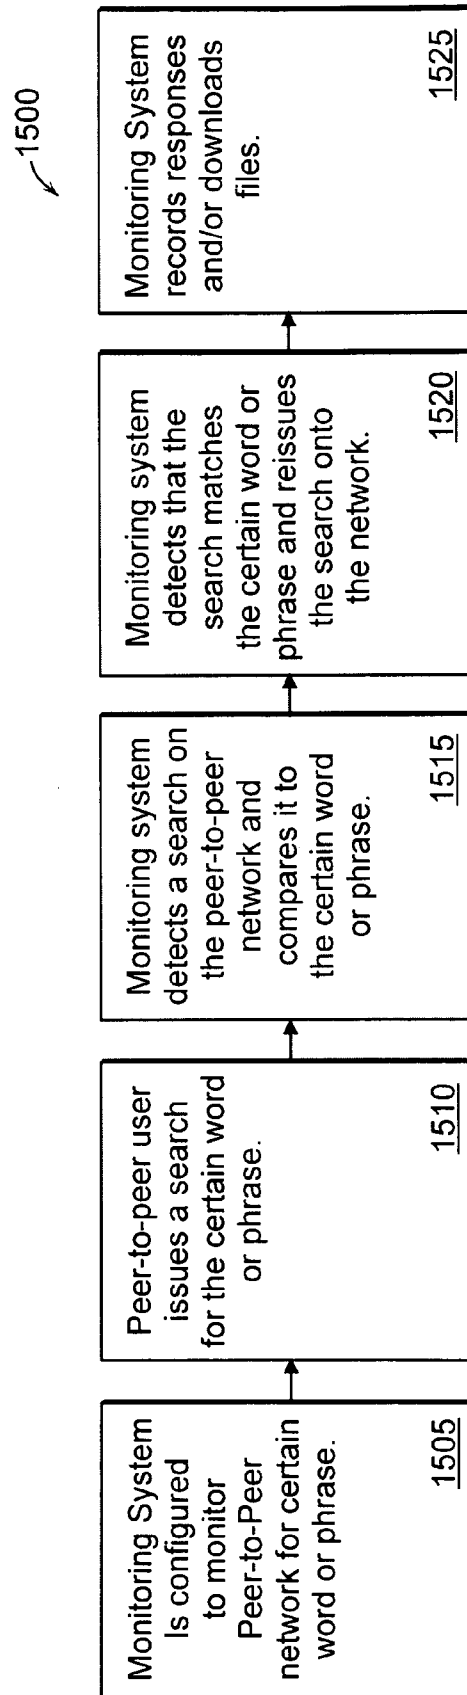 1500
Monitoring System
Is configured
to monitor
Peer-to-Peer
network for certain
word or phrase.
1505
Peer-to-peer user
issues a search
for the certain word
or phrase.
1510
Monitoring system
detects a search on
the peer-to-peer
network and
compares it to
the certain word
or phrase.
1515
Monitoring system
detects that the
search matches
the certain word or
phrase and reissues
the search onto
the network.
1520
Monitoring System
records responses
and/or downloads
files.
1525